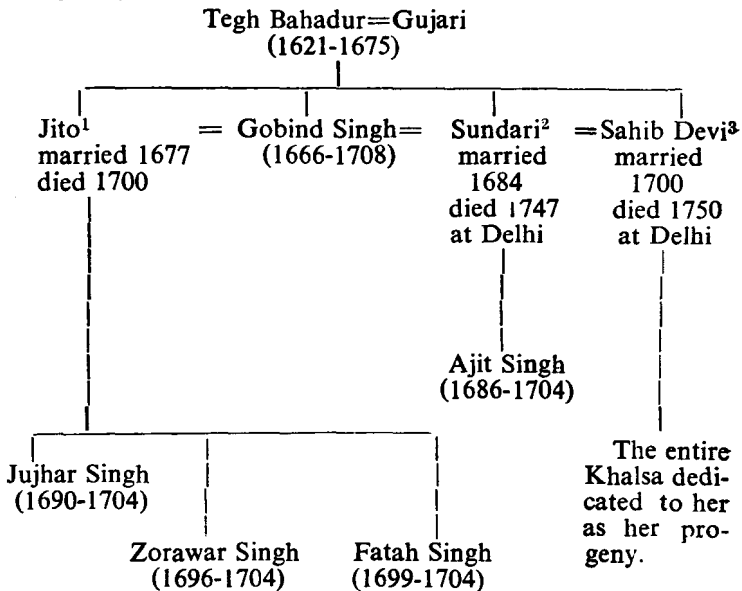 Tegh Bahadur=Gujari
(1621-1675)
Jito¹ = Gobind Singh= Sundari² =Sahib Devi³
married 1677 (1666-1708) married married
died 1700 1684 1700
died 1747 died 1750
at Delhi at Delhi
Ajit Singh
(1686-1704)
Jujhar Singh
(1690-1704)
Zorawar Singh Fatah Singh
(1696-1704) (1699-1704)
The entire
Khalsa dedi-
cated to her
as her pro-
geny.